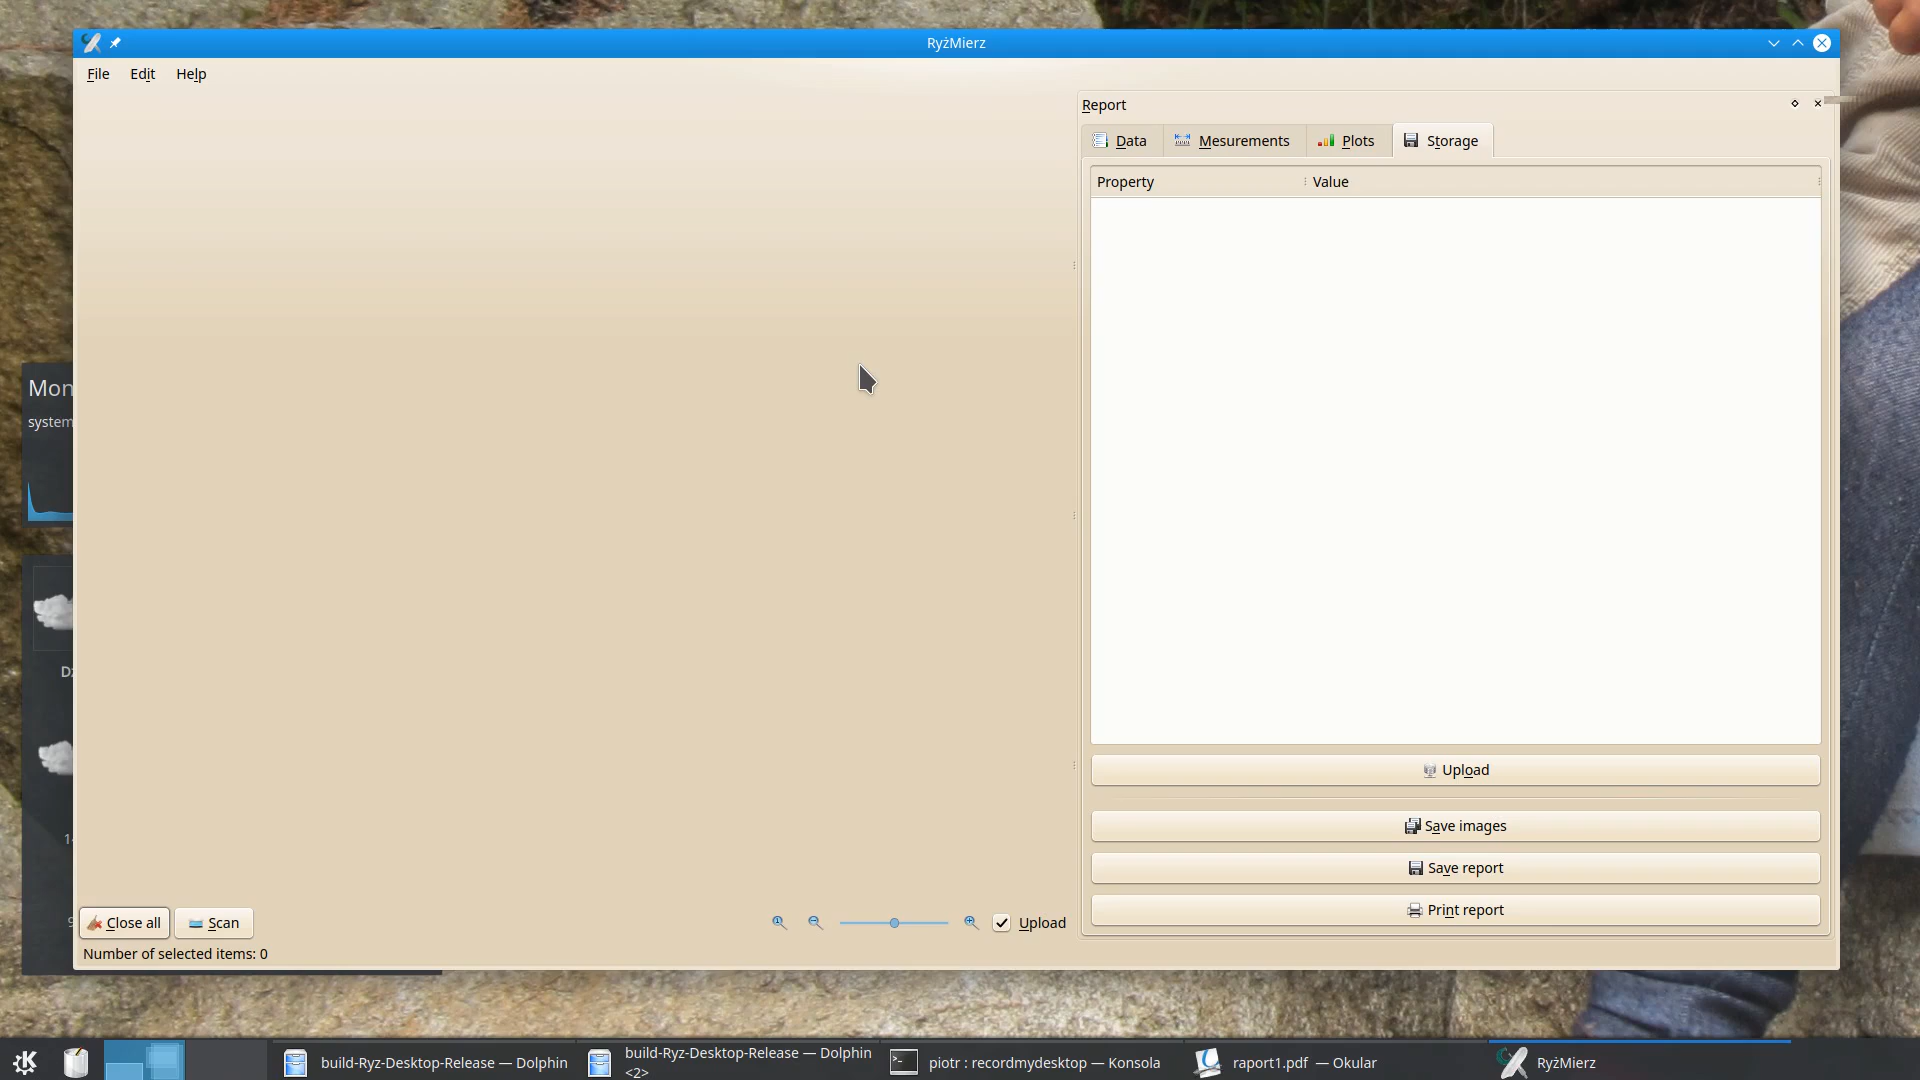 RyżMierz
File Edit Help
Report
Data Mesurements Plots Storage
Property Value
Mon
system
Upload
Save images
Save report
Print report
Close all Scan Upload
Number of selected items: 0
build-Ryz-Desktop-Release — Dolphin
build-Ryz-Desktop-Release — Dolphin
<2>
piotr : recordmydesktop — Konsola
raport1.pdf — Okular
RyżMierz